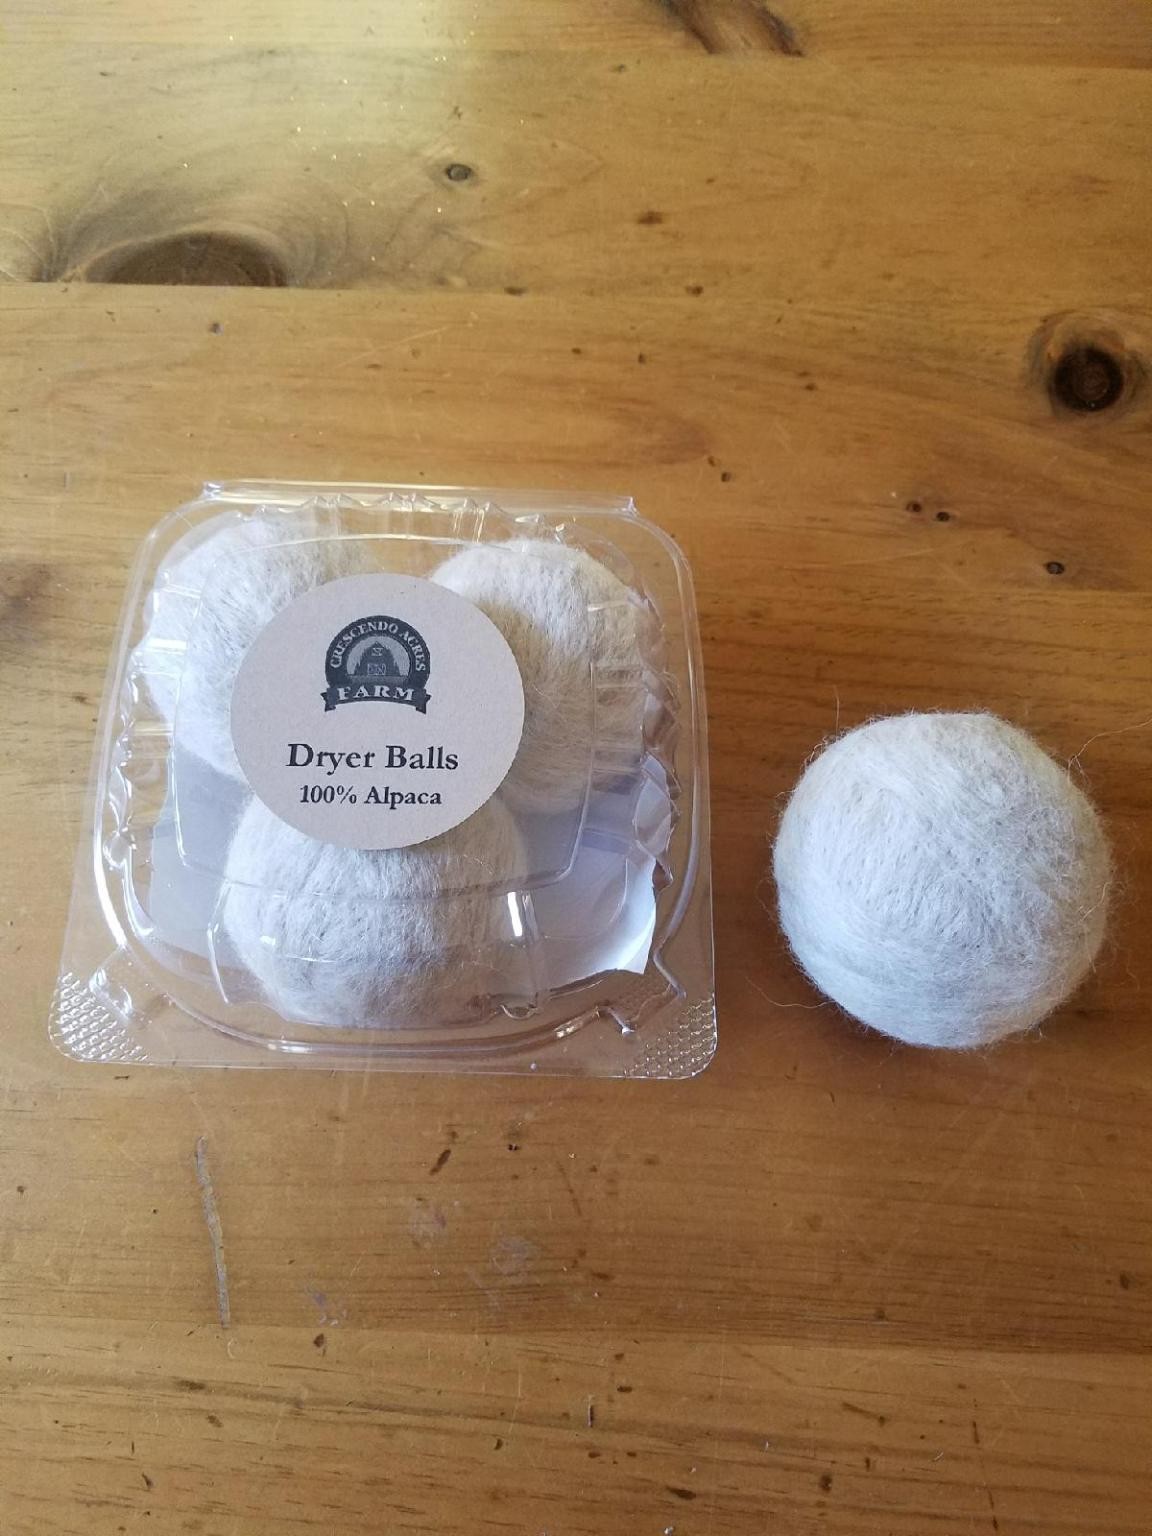 CRESCENDO ACRES
FARM
Dryer Balls
100% Alpaca